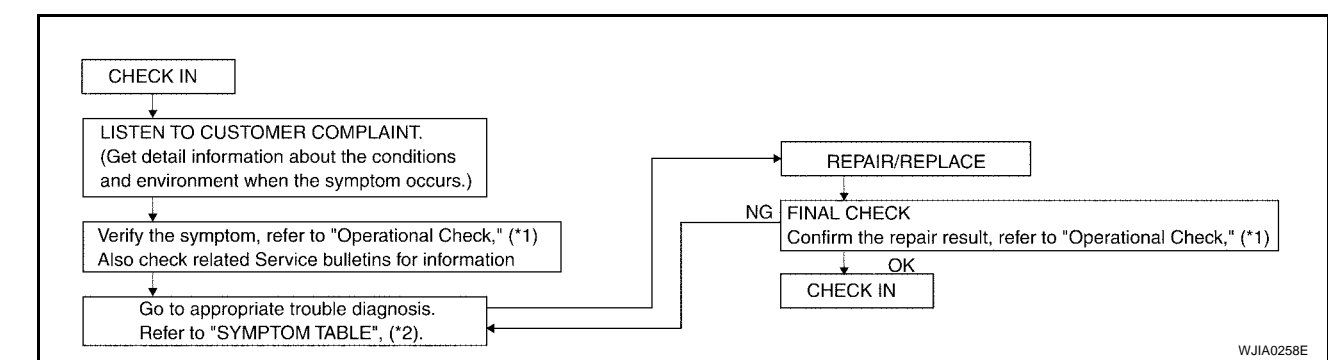 CHECK IN
LISTEN TO CUSTOMER COMPLAINT.
(Get detail information about the conditions
and environment when the symptom occurs.)
Verify the symptom, refer to "Operational Check," (*1)
Also check related Service bulletins for information
Go to appropriate trouble diagnosis.
Refer to "SYMPTOM TABLE", (*2).
REPAIR/REPLACE
NG
FINAL CHECK
Confirm the repair result, refer to "Operational Check," (*1)
OK
CHECK IN
WJIA0258E